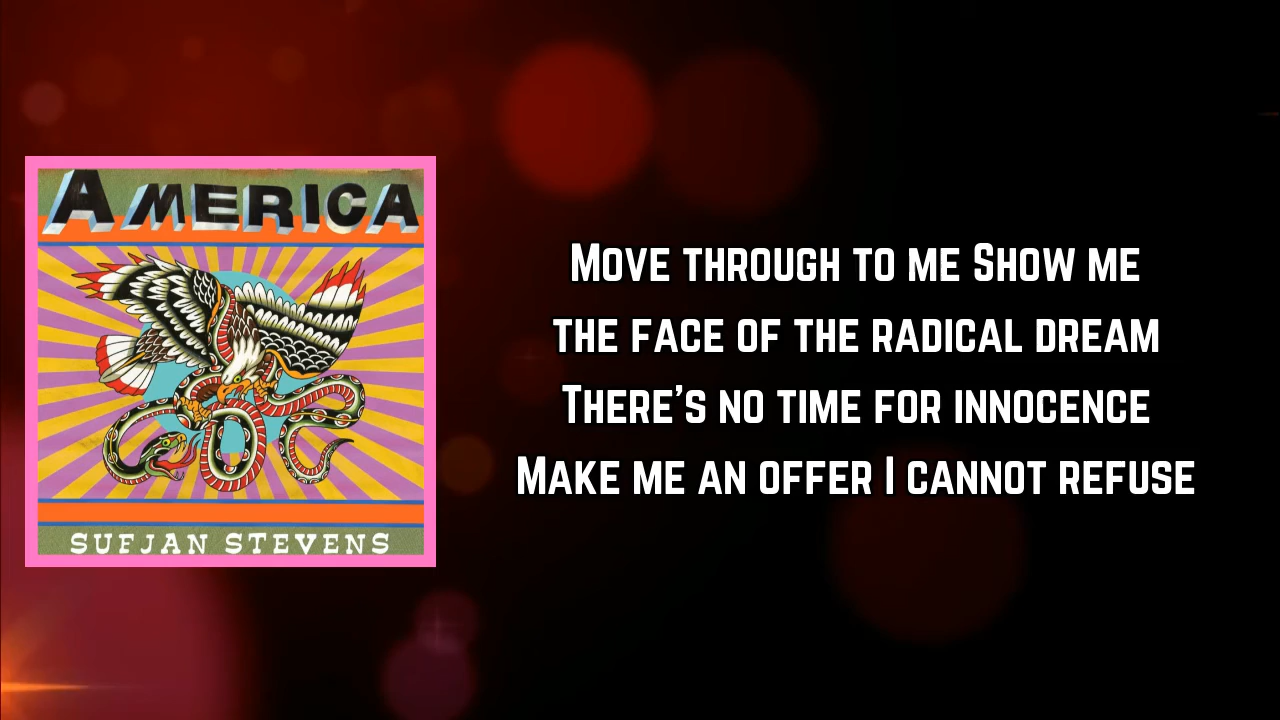 AMERICA
SUFJAN STEVENS
Move through to me Show me
the face of the radical dream
There's no time for innocence
Make me an offer I cannot refuse